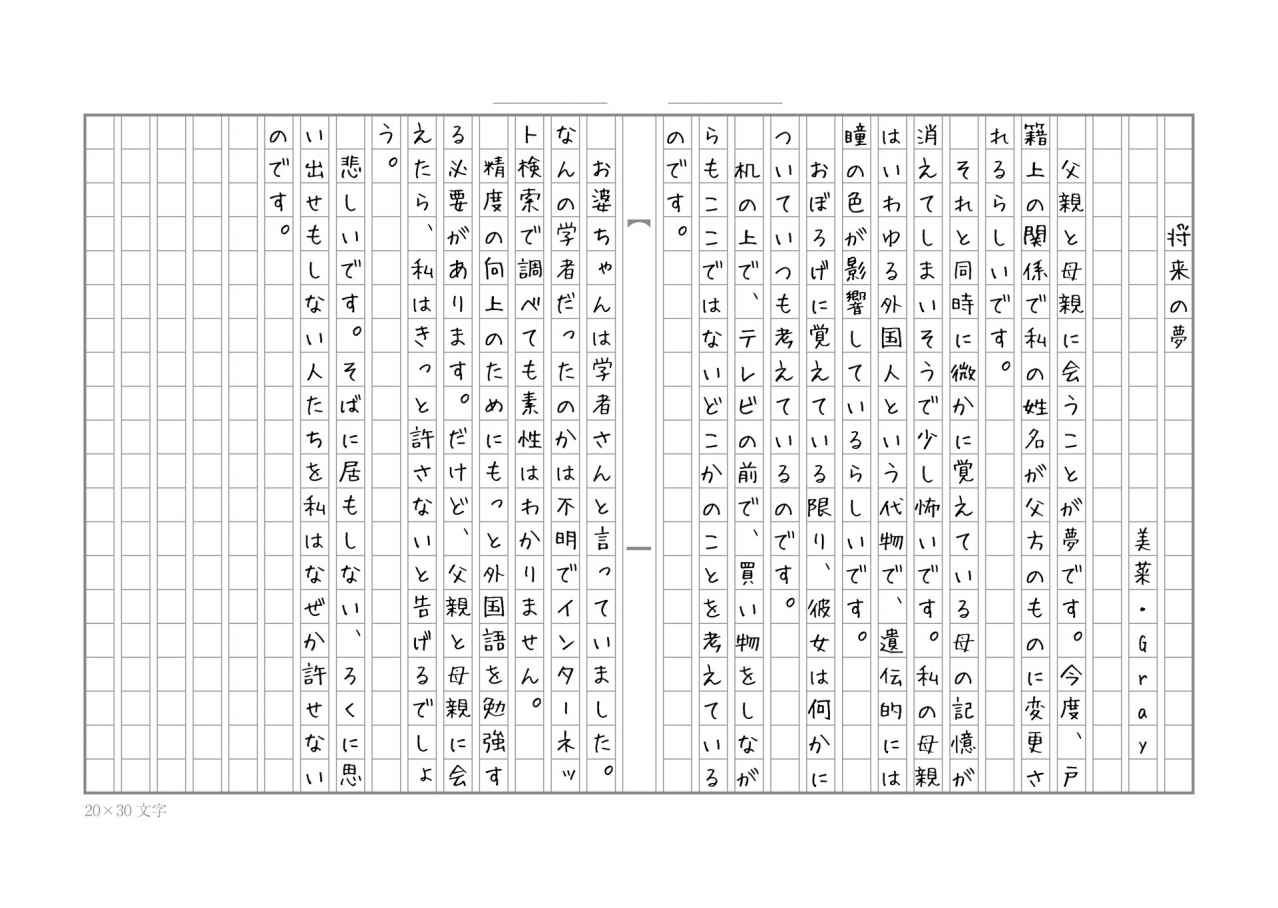 将来の夢
美菜・Gray
父親と母親に会うことが夢です。今度、戸
籍上の関係で私の姓名が父方のものに変更さ
れるらしいです。
それと同時に微かに覚えている母の記憶が
消えてしまいそうで少し怖いです。私の母親
はいわゆる外国人という代物で、遺伝的には
瞳の色が影響しているらしいです。
おぼろげに覚えている限り、彼女は何かに
ついていつも考えているのです。
机の上で、テレビの前で、買い物をしなが
らもここではないどこかのことを考えている
のです。
お婆ちゃんは学者さんと言っていました。
なんの学者だったのかは不明でインターネッ
ト検索で調べても素性はわかりません。
精度の向上のためにもっと外国語を勉強す
る必要があります。だけど、父親と母親に会
えたら、私はきっと許さないと告げるでしょ
う。
悲しいです。そばに居もしない、ろくに思
い出せもしない人たちを私はなぜか許せない
のです。
20×30 文字